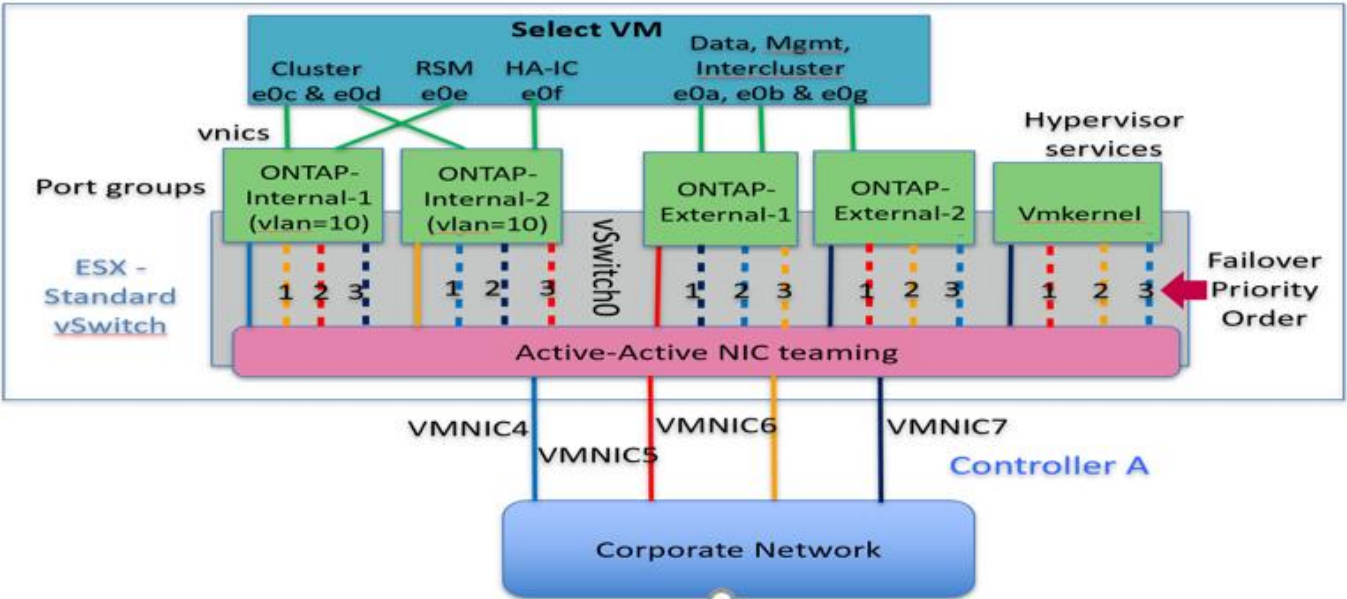 Select VM
Cluster
e0c & e0d
RSM
e0e
HA-IC
e0f
Data, Mgmt,
Intercluster
e0a, e0b & e0g
vnics
Hypervisor
services
Port groups
ONTAP-
Internal-1
(vlan=10)
ONTAP-
Internal-2
(vlan=10)
ONTAP-
External-1
ONTAP-
External-2
Vmkernel
vSwitch0
ESX -
Standard
vSwitch
1 2 3
1 2 3
1 2 3
1 2 3
1 2 3
Failover
Priority
Order
Active-Active NIC teaming
VMNIC4
VMNIC5
VMNIC6
VMNIC7
Controller A
Corporate Network